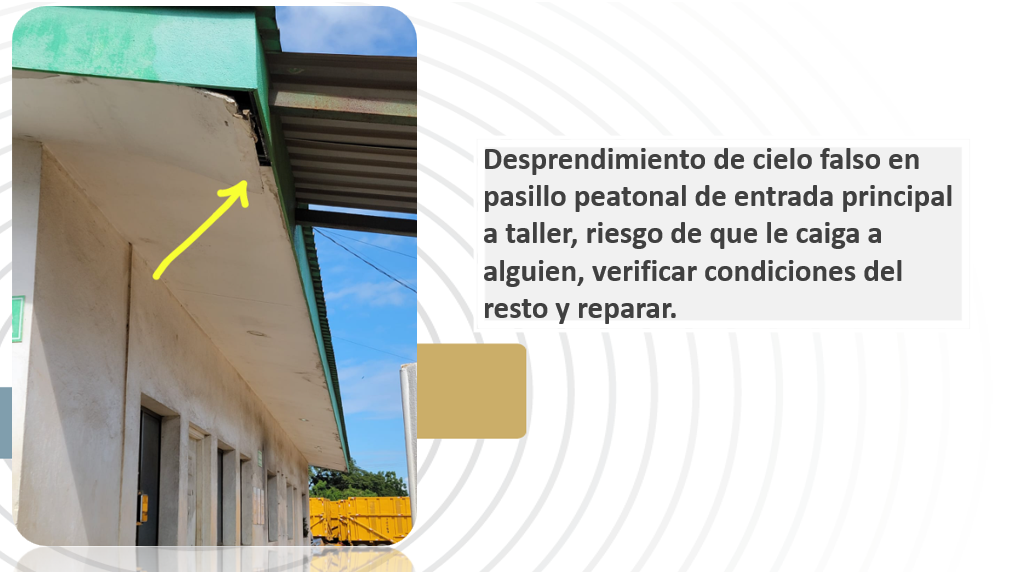 Desprendimiento de cielo falso en
pasillo peatonal de entrada principal
a taller, riesgo de que le caiga a
alguien, verificar condiciones del
resto y reparar.